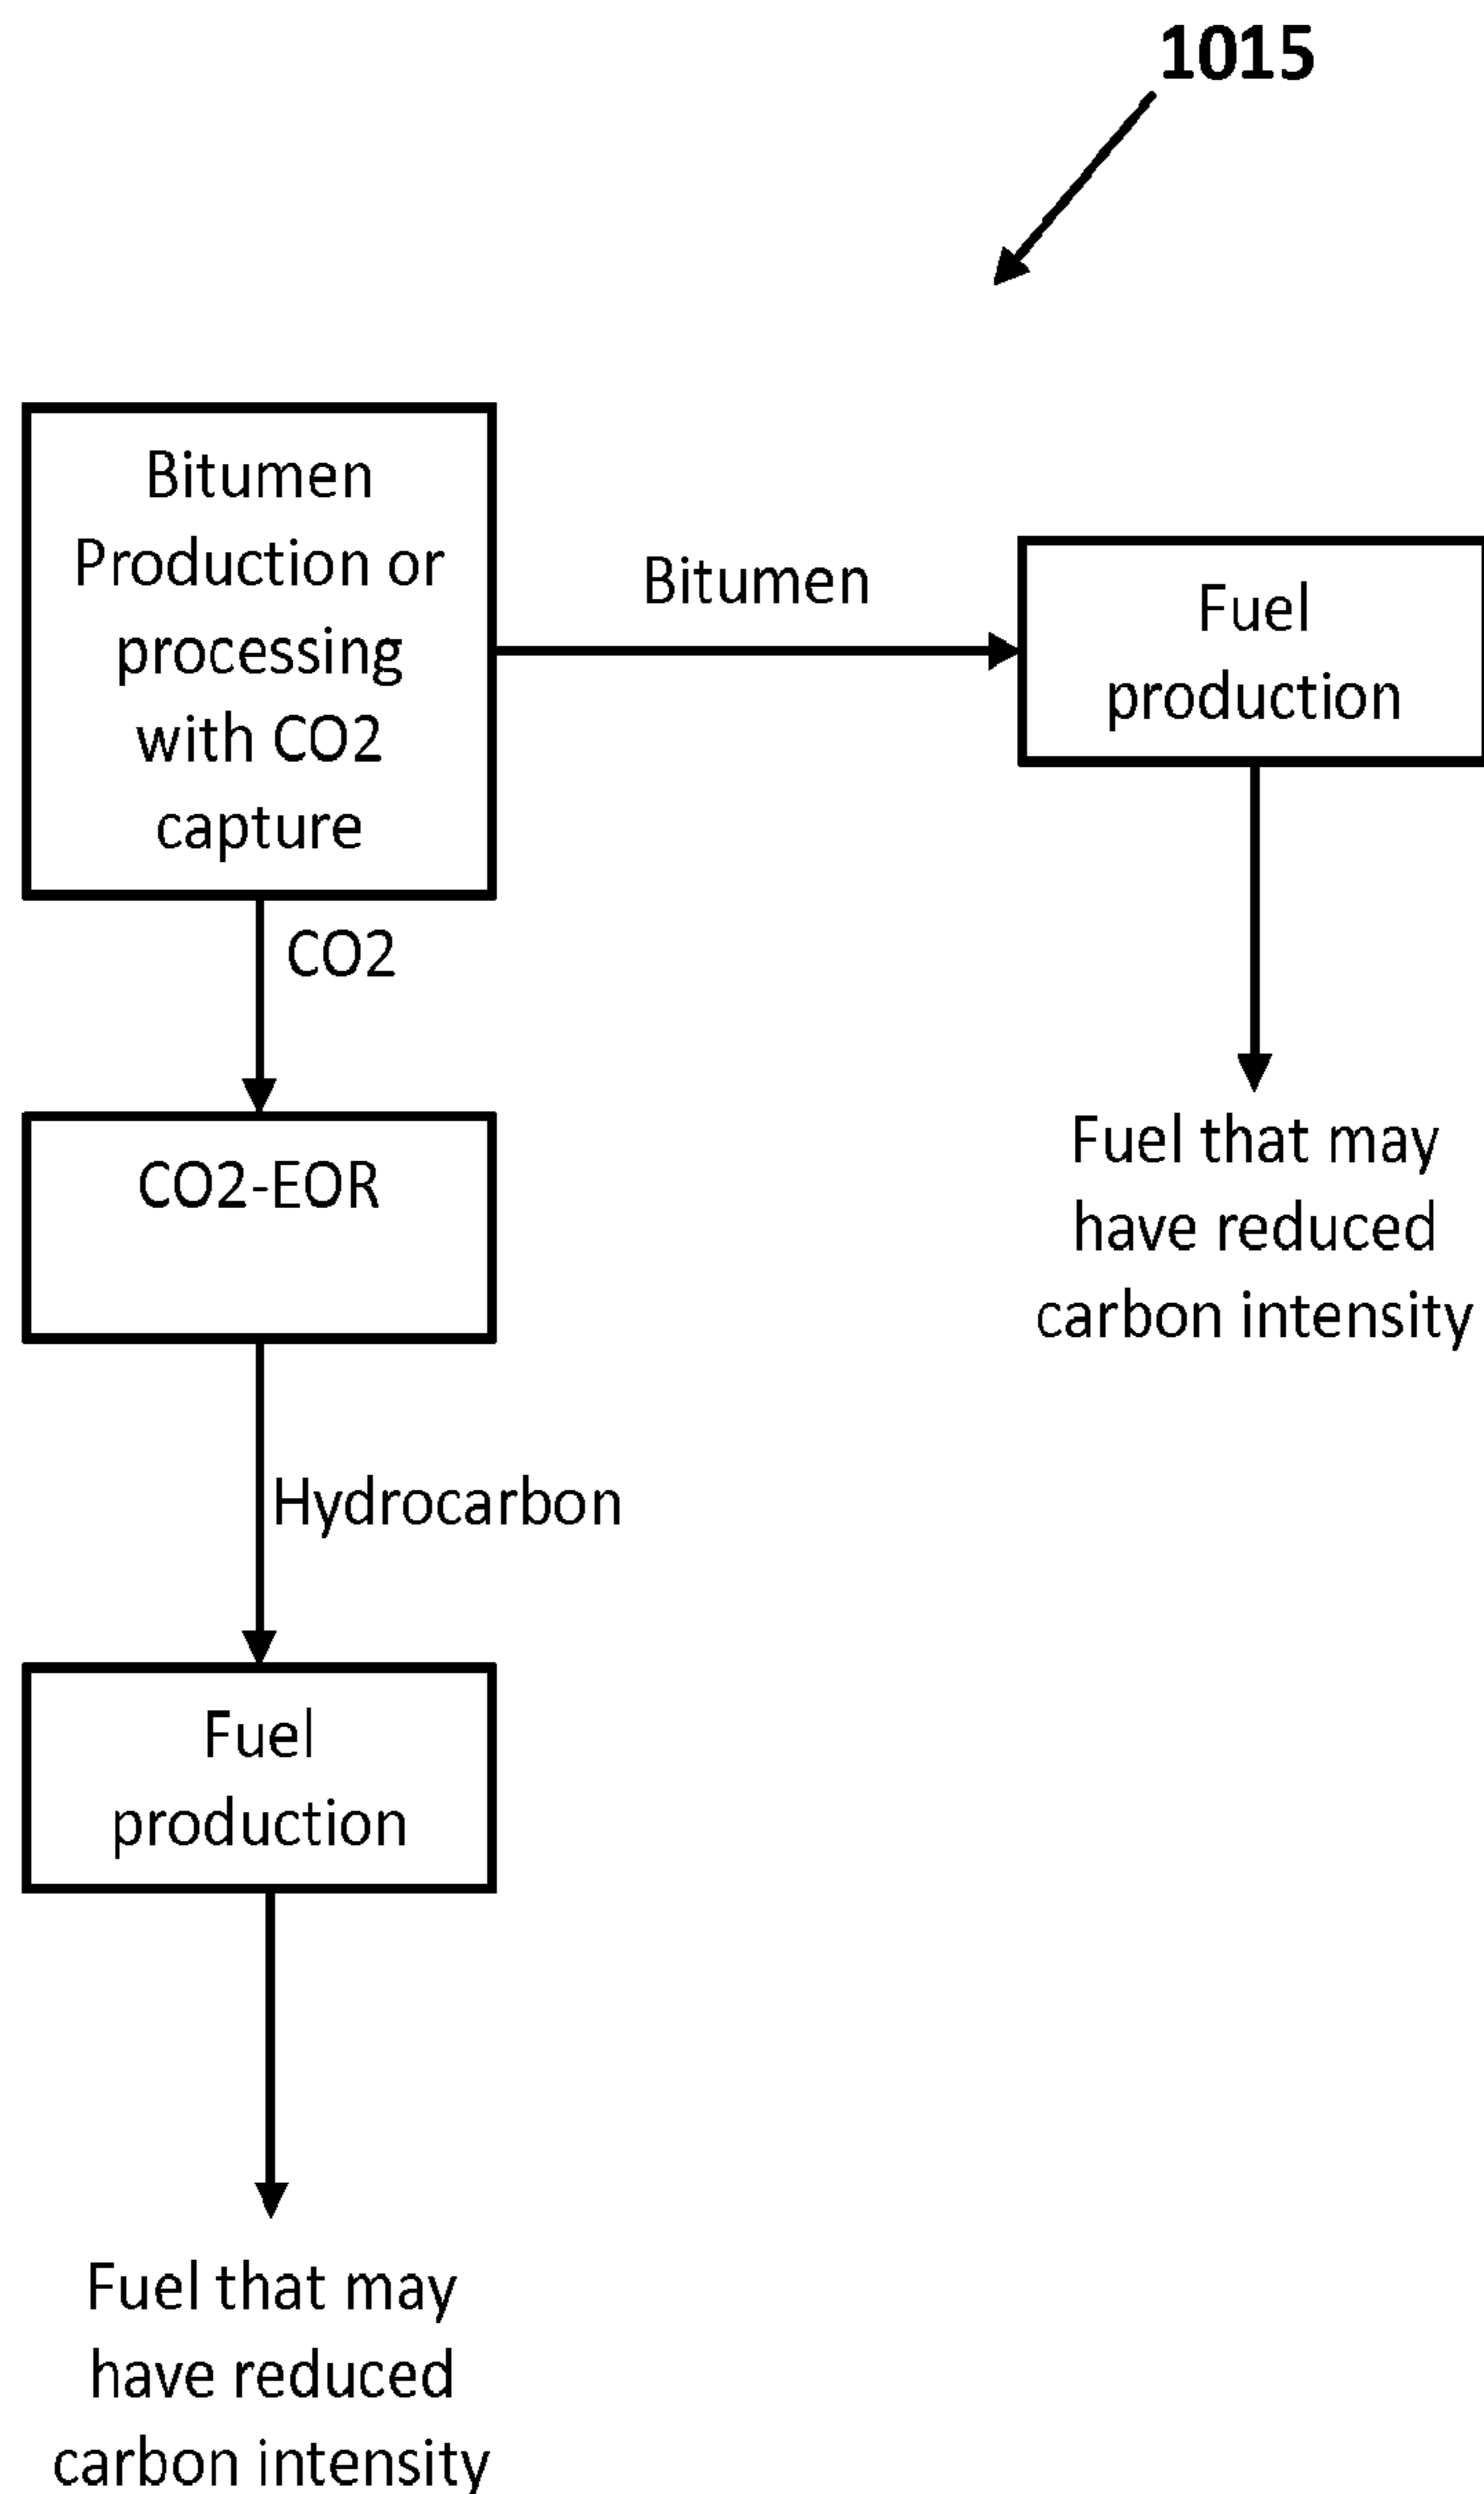 1015
Bitumen
Production or
processing
with CO2
capture
Bitumen
Fuel
production
CO2
CO2-EOR
Fuel that may
have reduced
carbon intensity
Hydrocarbon
Fuel
production
Fuel that may
have reduced
carbon intensity